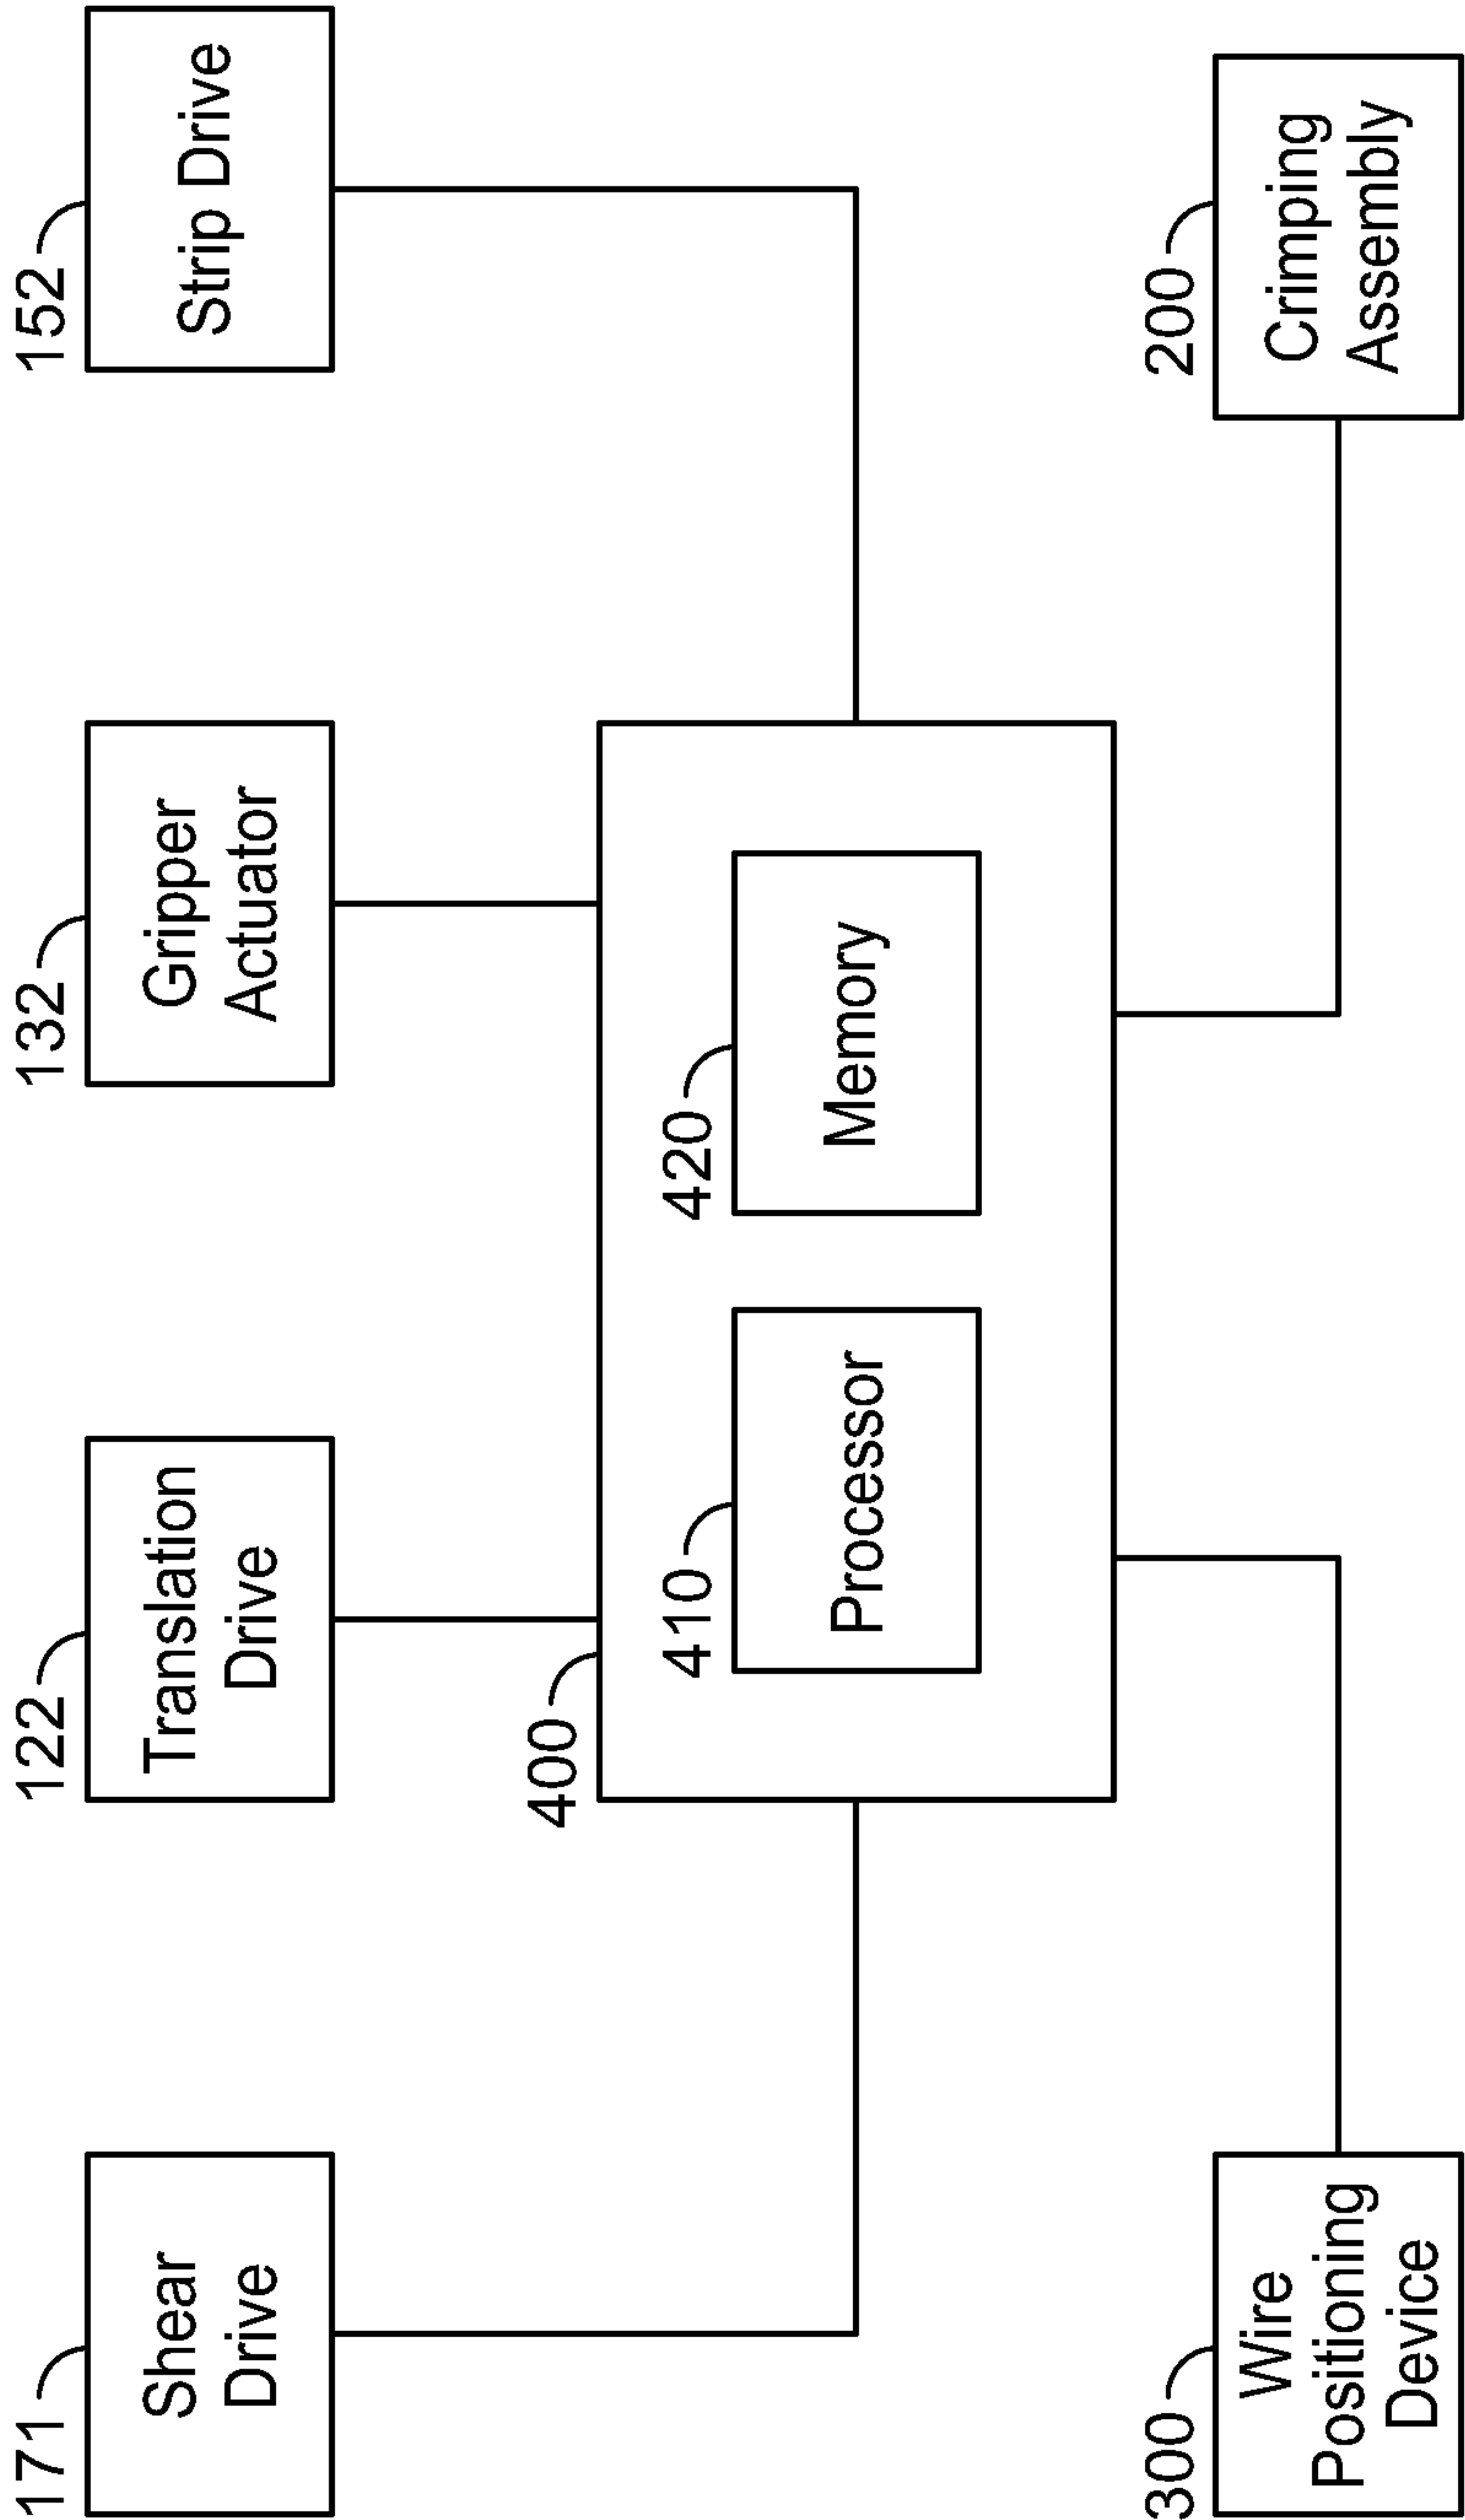 171
Shear
Drive
122
Translation
Drive
132
Gripper
Actuator
152
Strip Drive
400
410
Processor
420
Memory
300
Wire
Positioning
Device
200
Crimping
Assembly